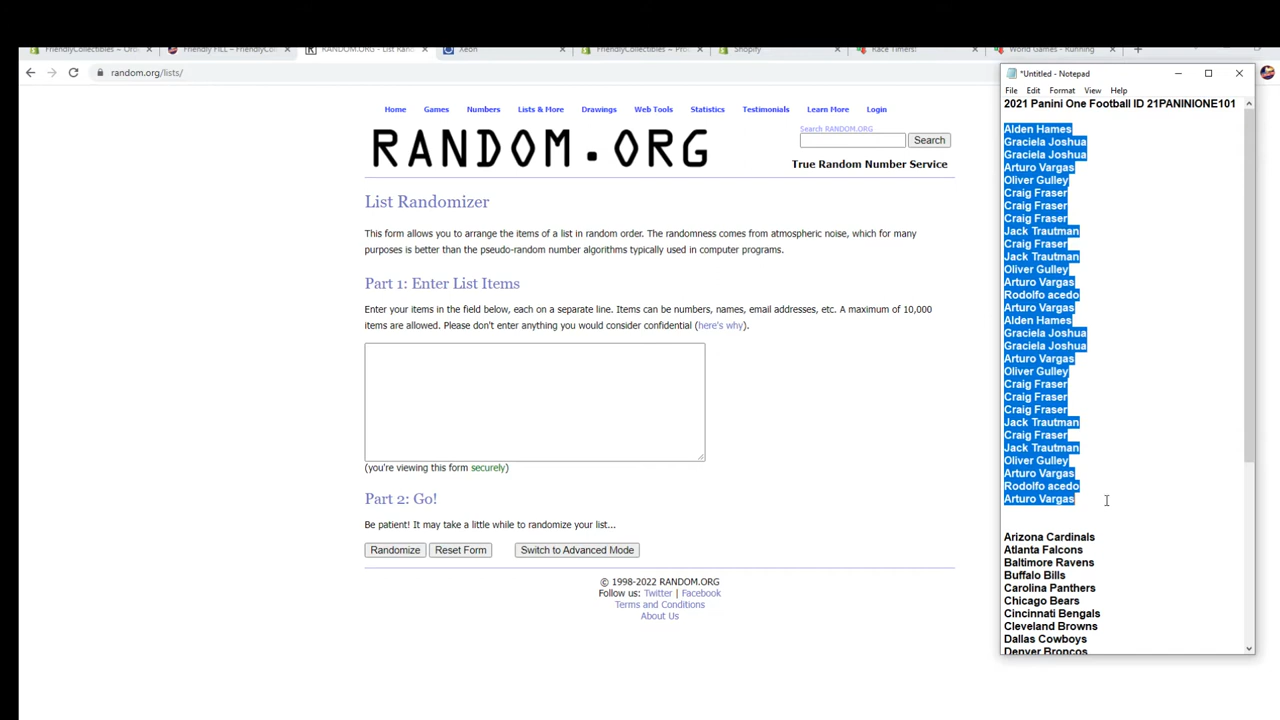 FriendlyCollectibles ~ Ord
Friendly FILL – FriendlyCol
RANDOM.ORG - List Rand
Xeon
FriendlyCollectibles ~ Pro
Shopify
Race Timers!
World Games - Running
random.org/lists/
Home Games Numbers Lists & More Drawings Web Tools Statistics Testimonials Learn More Login
RANDOM.ORG
Search RANDOM.ORG
Search
True Random Number Service
List Randomizer
This form allows you to arrange the items of a list in random order. The randomness comes from atmospheric noise, which for many
purposes is better than the pseudo-random number algorithms typically used in computer programs.
Part 1: Enter List Items
Enter your items in the field below, each on a separate line. Items can be numbers, names, email addresses, etc. A maximum of 10,000
items are allowed. Please don't enter anything you would consider confidential (here's why).
(you're viewing this form securely)
Part 2: Go!
Be patient! It may take a little while to randomize your list...
Randomize Reset Form Switch to Advanced Mode
© 1998-2022 RANDOM.ORG
Follow us: Twitter | Facebook
Terms and Conditions
About Us
*Untitled - Notepad
File Edit Format View Help
2021 Panini One Football ID 21PANINIONE101
Alden Hames
Graciela Joshua
Graciela Joshua
Arturo Vargas
Oliver Gulley
Craig Fraser
Craig Fraser
Craig Fraser
Jack Trautman
Craig Fraser
Jack Trautman
Oliver Gulley
Arturo Vargas
Rodolfo acedo
Arturo Vargas
Alden Hames
Graciela Joshua
Graciela Joshua
Arturo Vargas
Oliver Gulley
Craig Fraser
Craig Fraser
Craig Fraser
Jack Trautman
Craig Fraser
Jack Trautman
Oliver Gulley
Arturo Vargas
Rodolfo acedo
Arturo Vargas
Arizona Cardinals
Atlanta Falcons
Baltimore Ravens
Buffalo Bills
Carolina Panthers
Chicago Bears
Cincinnati Bengals
Cleveland Browns
Dallas Cowboys
Denver Broncos